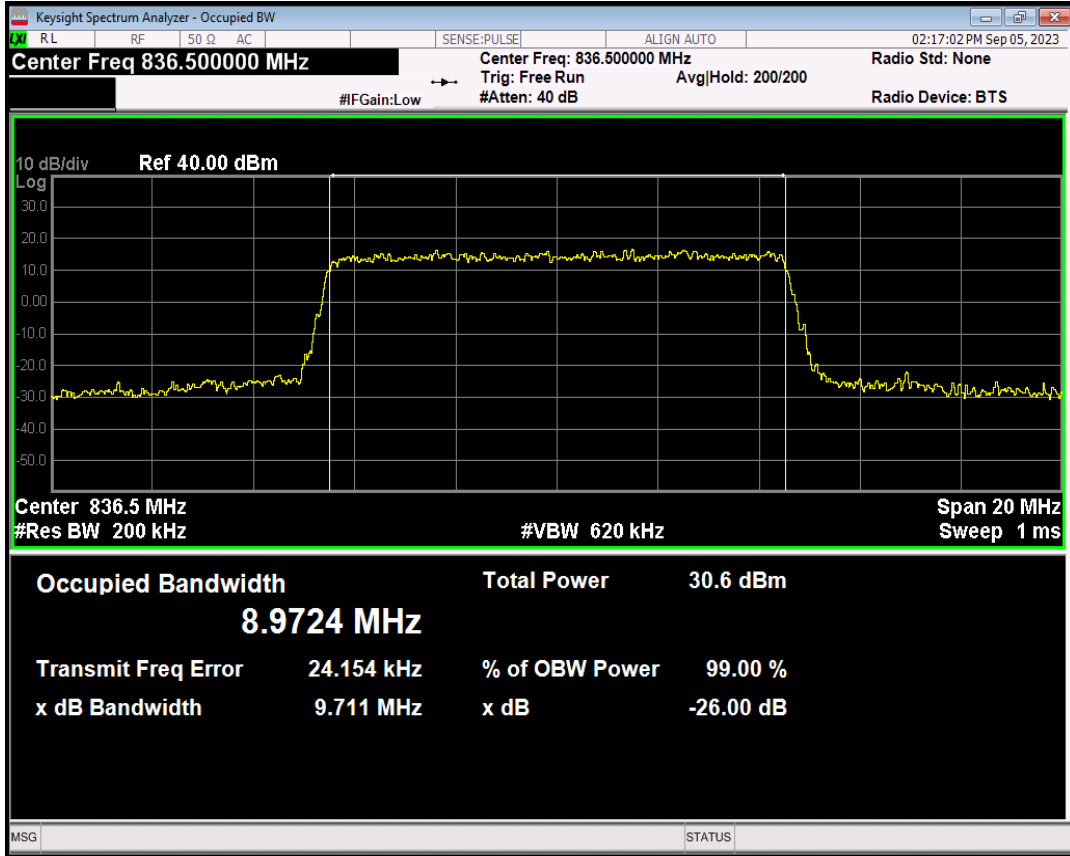 Keysight Spectrum Analyzer - Occupied BW
LXI RL RF 50 Ω AC SENSE:PULSE ALIGN AUTO 02:17:02 PM Sep 05, 2023
Center Freq 836.500000 MHz Center Freq: 836.500000 MHz Radio Std: None
Trig: Free Run Avg|Hold: 200/200
#IFGain:Low #Atten: 40 dB Radio Device: BTS
10 dB/div Ref 40.00 dBm
Log
30.0
20.0
10.0
0.00
-10.0
-20.0
-30.0
-40.0
-50.0
Center 836.5 MHz Span 20 MHz
#Res BW 200 kHz #VBW 620 kHz Sweep 1 ms
Occupied Bandwidth Total Power 30.6 dBm
8.9724 MHz
Transmit Freq Error 24.154 kHz % of OBW Power 99.00 %
x dB Bandwidth 9.711 MHz x dB -26.00 dB
MSG STATUS